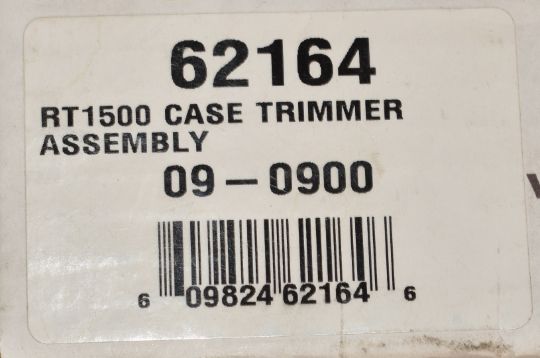 62164
RT1500 CASE TRIMMER
ASSEMBLY
09-0900
6 09824 62164 6